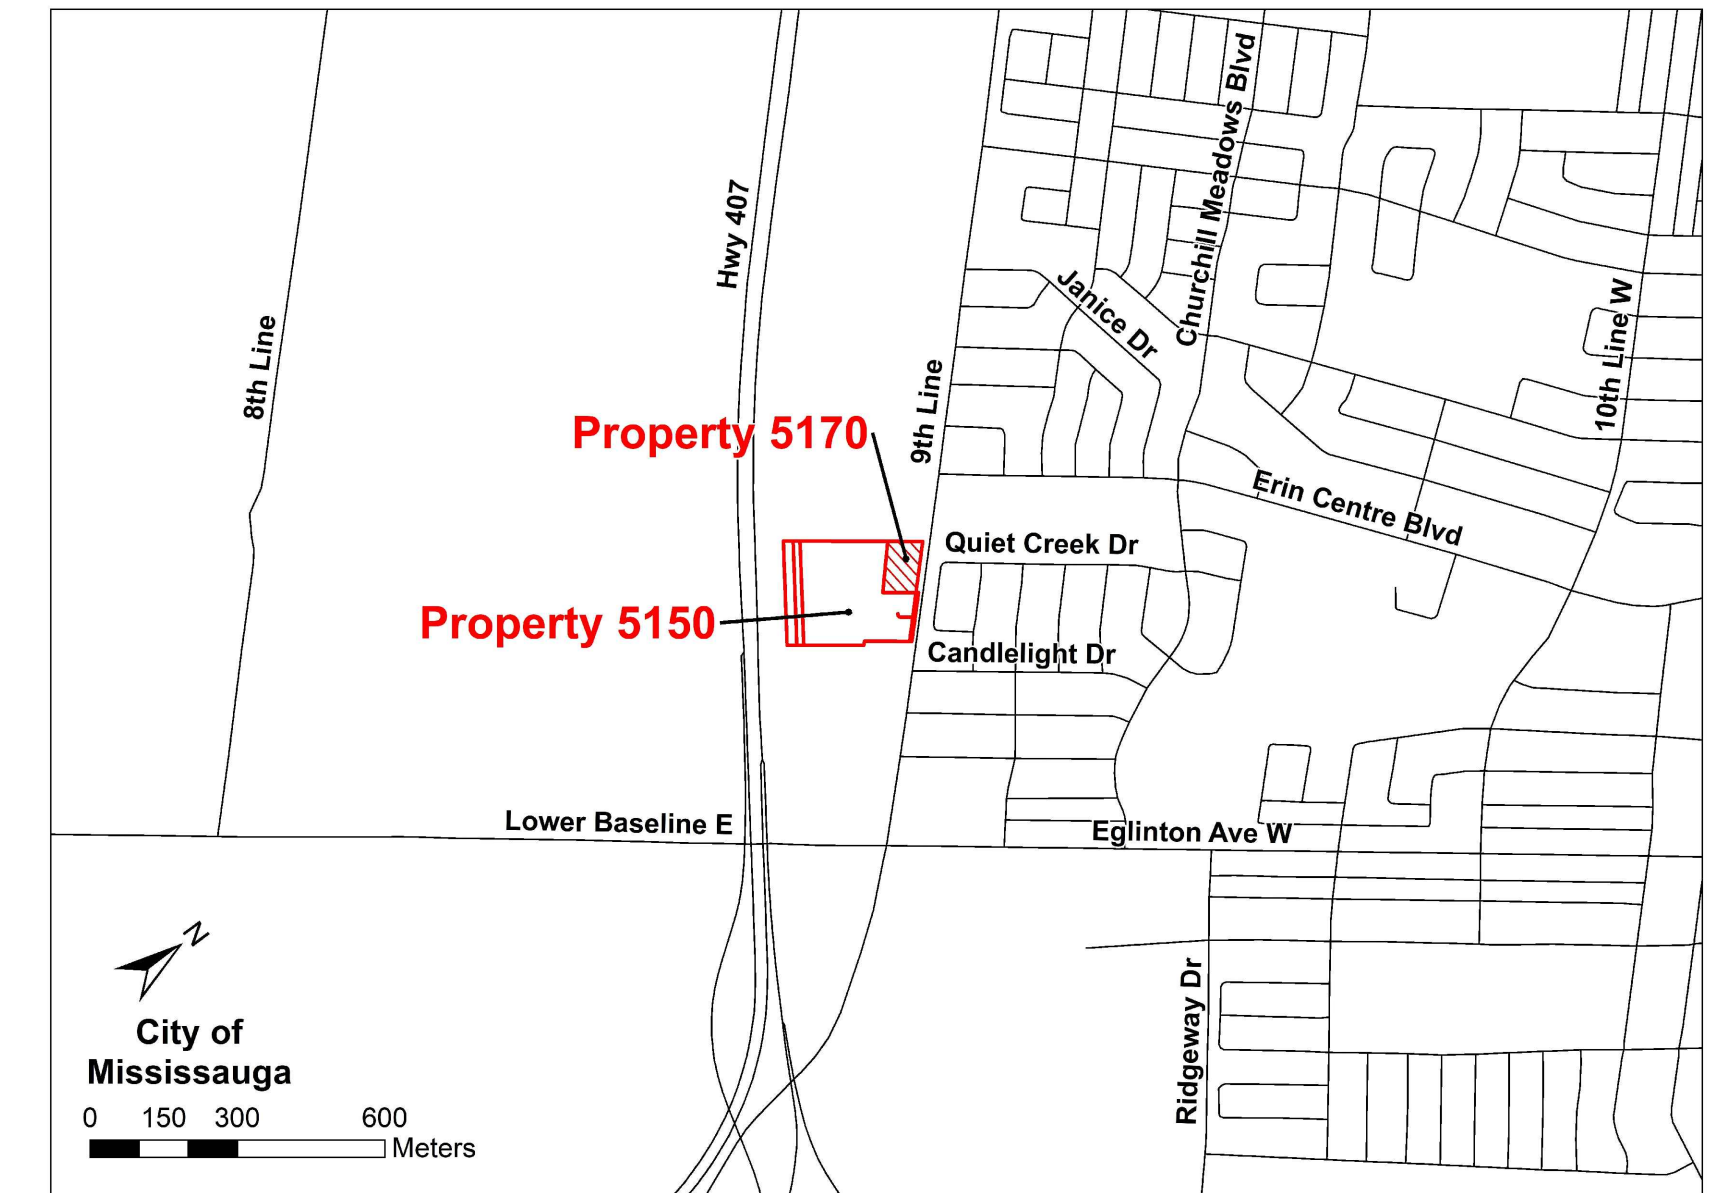 Churchill Meadows Blvd
Hwy 407
Janice Dr
10th Line W
8th Line
9th Line
Property 5170
Erin Centre Blvd
Quiet Creek Dr
Property 5150
Candlelight Dr
Lower Baseline E
Eglinton Ave W
N
City of
Mississauga
0 150 300 600
Meters
Ridgeway Dr